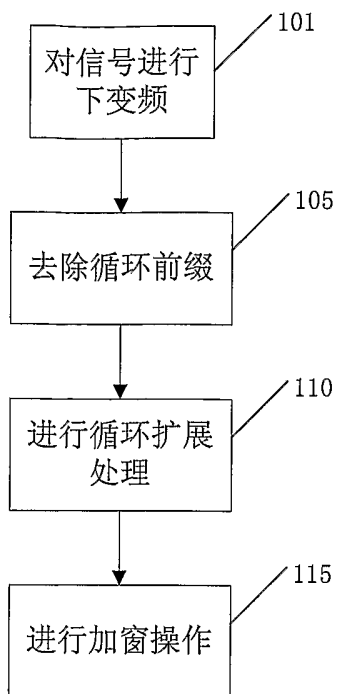 101
对信号进行
下变频
105
去除循环前缀
110
进行循环扩展
处理
115
进行加窗操作